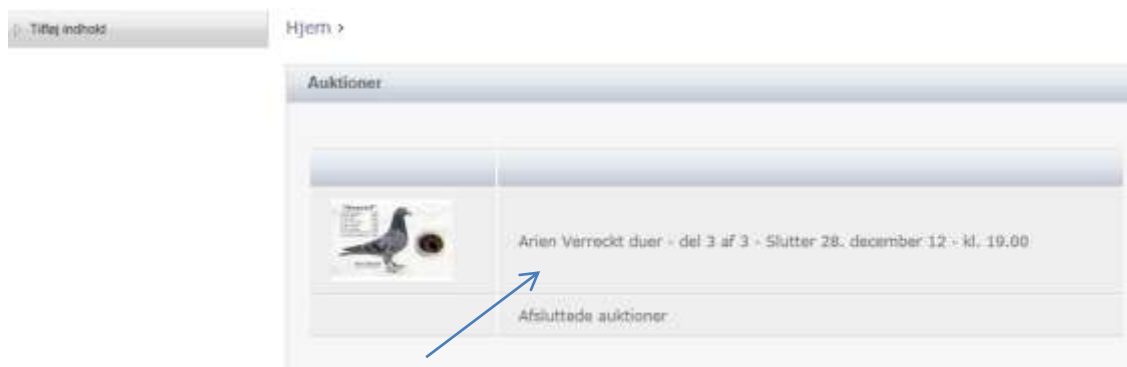 Tilføj indhold
Hjem ›
Auktioner
Arien Verreckt duer - del 3 af 3 - Slutter 28. december 12 - kl. 19.00
Afsluttede auktioner